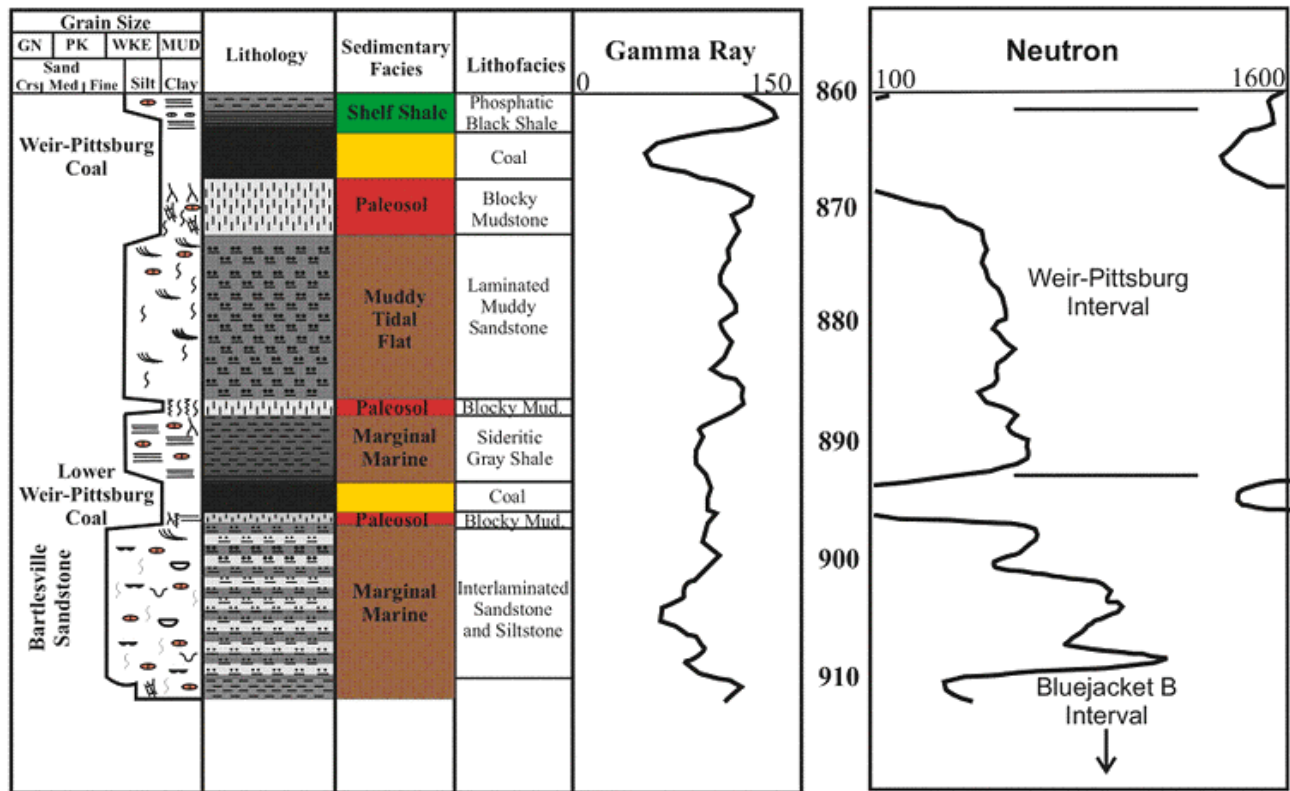 Grain Size
GN PK WKE MUD
Sand
Crs Med Fine Silt Clay
Lithology
Sedimentary
Facies
Lithofacies
Gamma Ray
0 150
Neutron
100 1600
Weir-Pittsburg
Coal
Lower
Weir-Pittsburg
Coal
Bartlesville
Sandstone
Shelf Shale
Paleosol
Muddy
Tidal
Flat
Paleosol
Marginal
Marine
Paleosol
Marginal
Marine
Phosphatic
Black Shale
Coal
Blocky
Mudstone
Laminated
Muddy
Sandstone
Blocky Mud.
Sideritic
Gray Shale
Coal
Blocky Mud.
Interlaminated
Sandstone
and Siltstone
860
870
880
890
900
910
Weir-Pittsburg
Interval
Bluejacket B
Interval